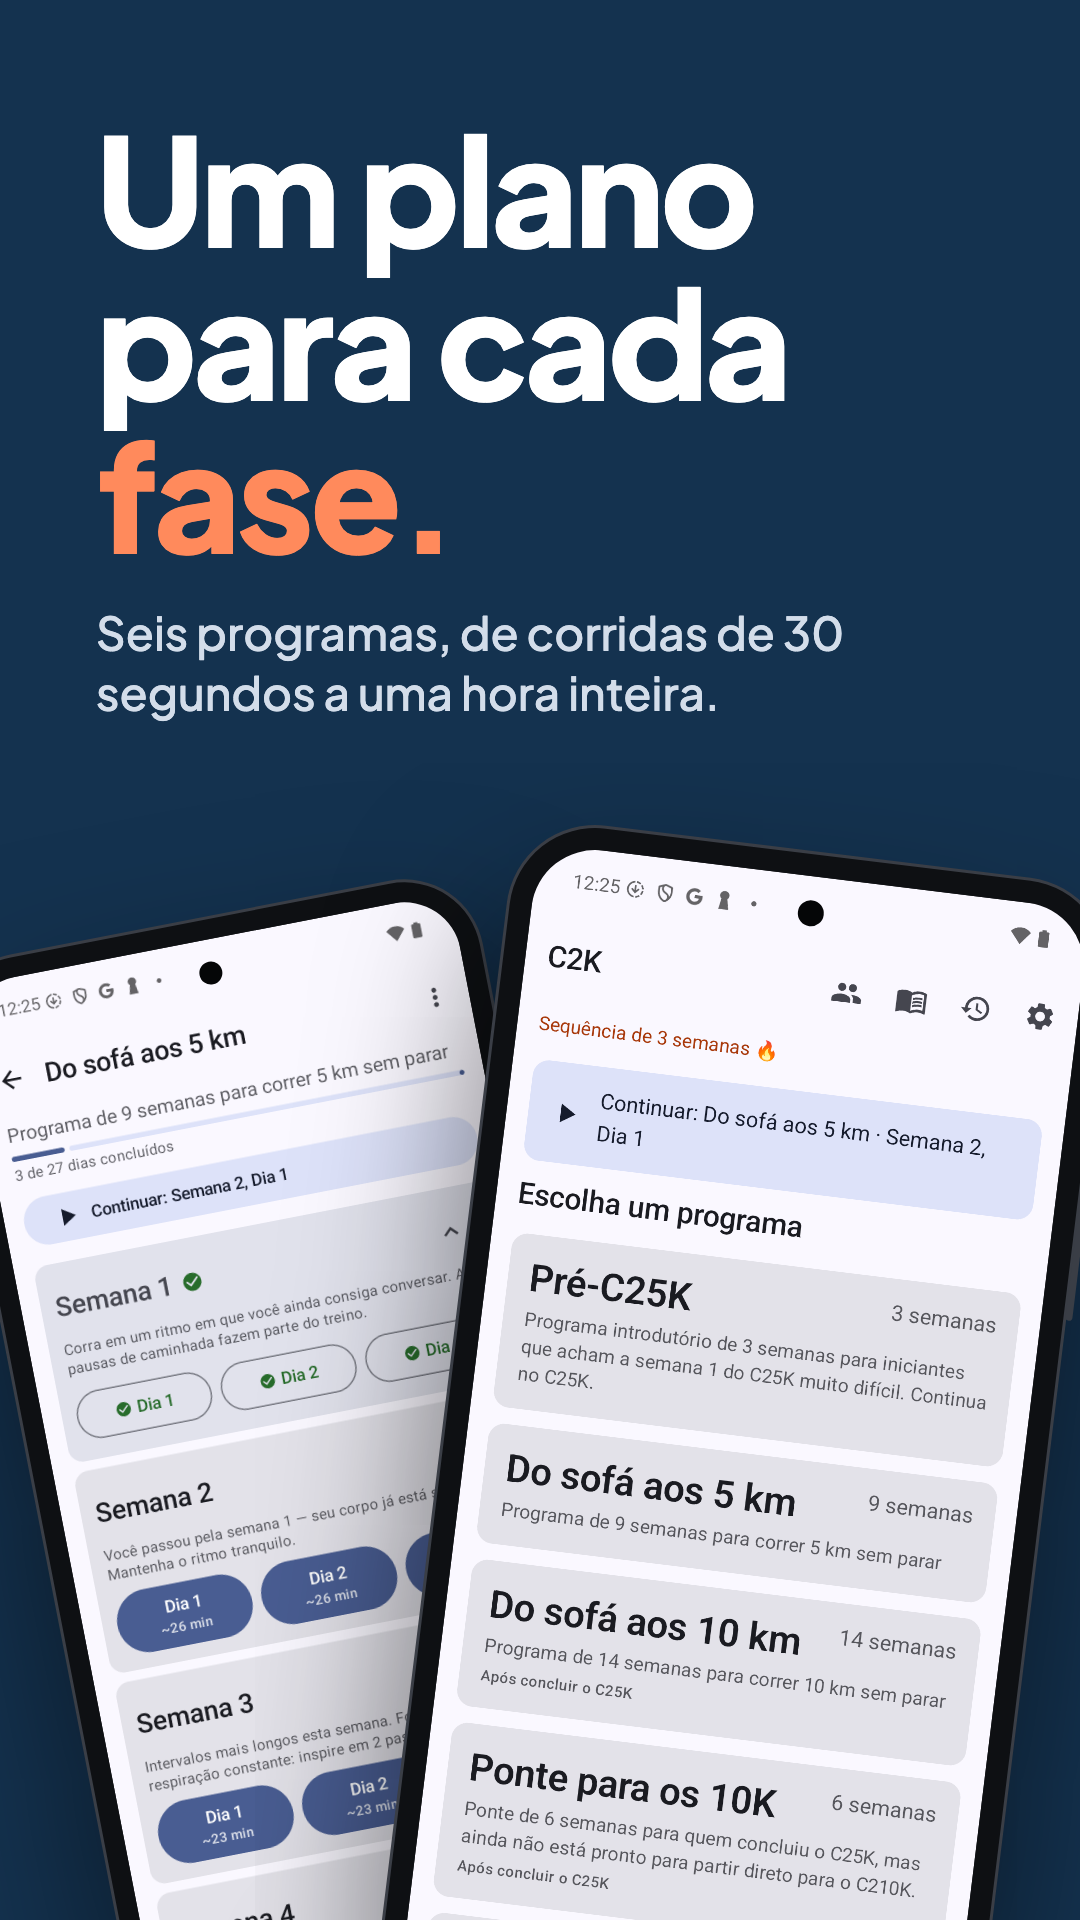 Um plano
para cada
fase.
Seis programas, de corridas de 30
segundos a uma hora inteira.
12:25
Do sofá aos 5 km
Programa de 9 semanas para correr 5 km sem parar
3 de 27 dias concluídos
Continuar: Semana 2, Dia 1
Semana 1
Corra em um ritmo em que você ainda consiga conversar.
pausas de caminhada fazem parte do treino.
Dia 1
Dia 2
Dia
Semana 2
Você passou pela semana 1 — seu corpo já está
Mantenha o ritmo tranquilo.
Dia 1
~26 min
Dia 2
~26 min
Semana 3
Intervalos mais longos esta semana.
respiração constante: inspire em 2
Dia 1
~23 min
Dia 2
~23 min
4
12:25
C2K
Sequência de 3 semanas 🔥
Continuar: Do sofá aos 5 km · Semana 2,
Dia 1
Escolha um programa
Pré-C25K
3 semanas
Programa introdutório de 3 semanas para iniciantes
que acham a semana 1 do C25K muito difícil. Continua
no C25K.
Do sofá aos 5 km
9 semanas
Programa de 9 semanas para correr 5 km sem parar
Do sofá aos 10 km
14 semanas
Programa de 14 semanas para correr 10 km sem parar
Após concluir o C25K
Ponte para os 10K
6 semanas
Ponte de 6 semanas para quem concluiu o C25K, mas
ainda não está pronto para partir direto para o C210K.
Após concluir o C25K